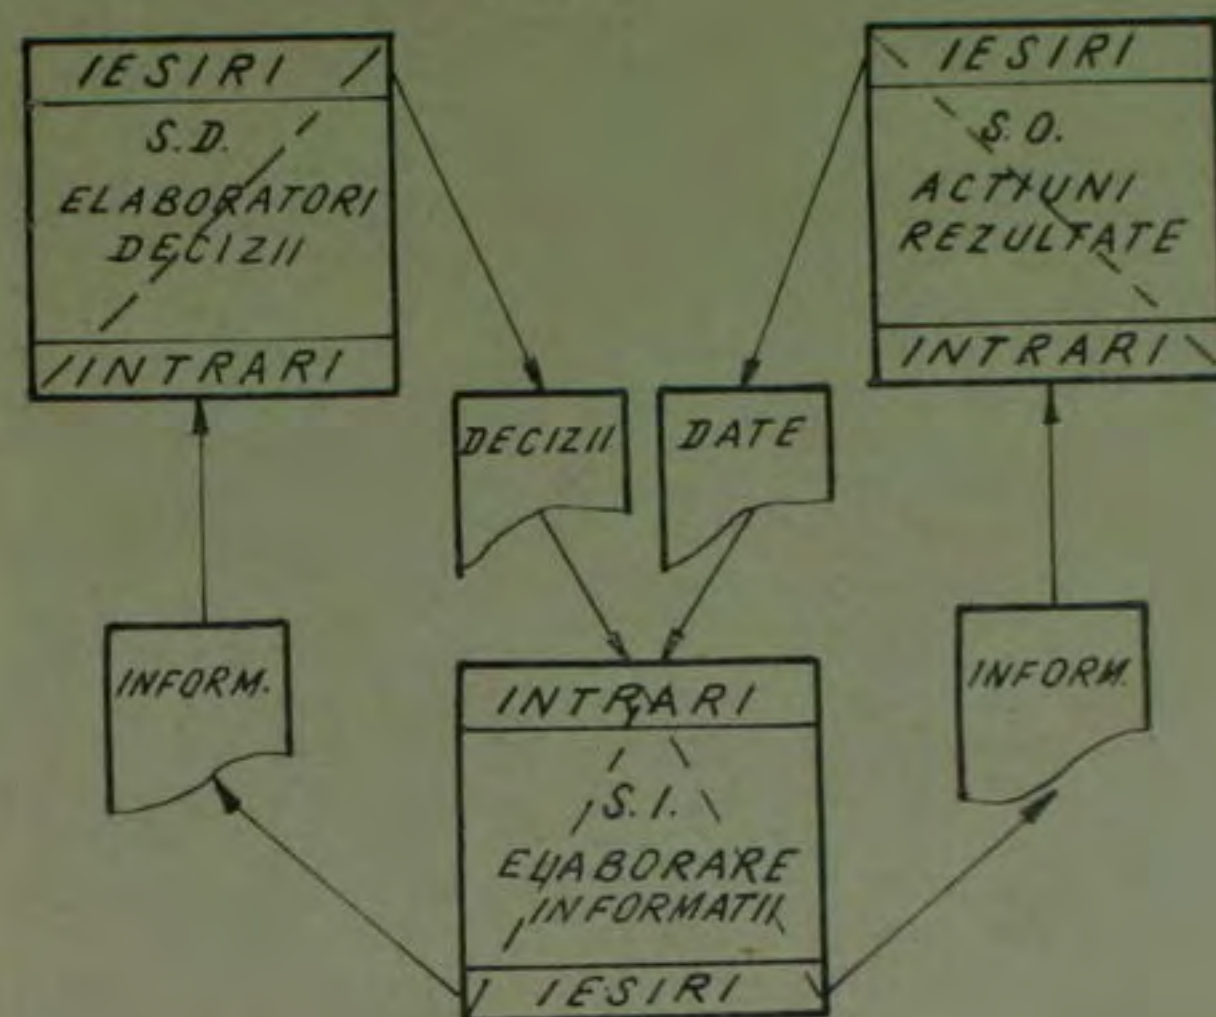 IESIRI
S.D.
ELABORATORI
DECIZII
INTRARI
IESIRI
S.O.
ACTIUNI
REZULTATE
INTRARI
DECIZII
DATE
INFORM.
INFORM.
INTRARI
S.I.
ELABORARE
INFORMATII
IESIRI